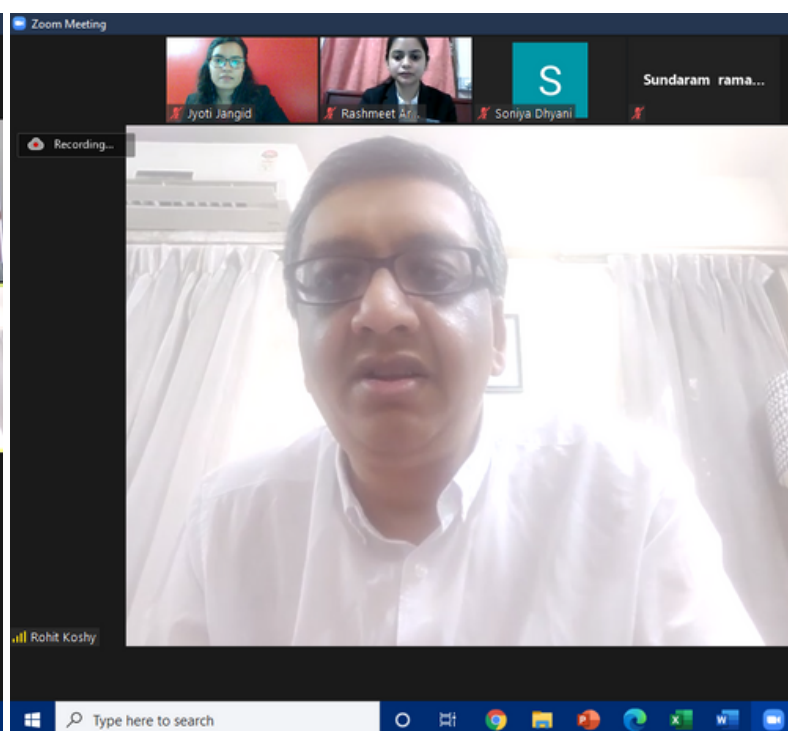 Zoom Meeting
S
Sundaram rama...
Jyoti Jangid
Rashmeet Ar...
Soniya Dhyani
Recording...
Rohit Koshy
Type here to search